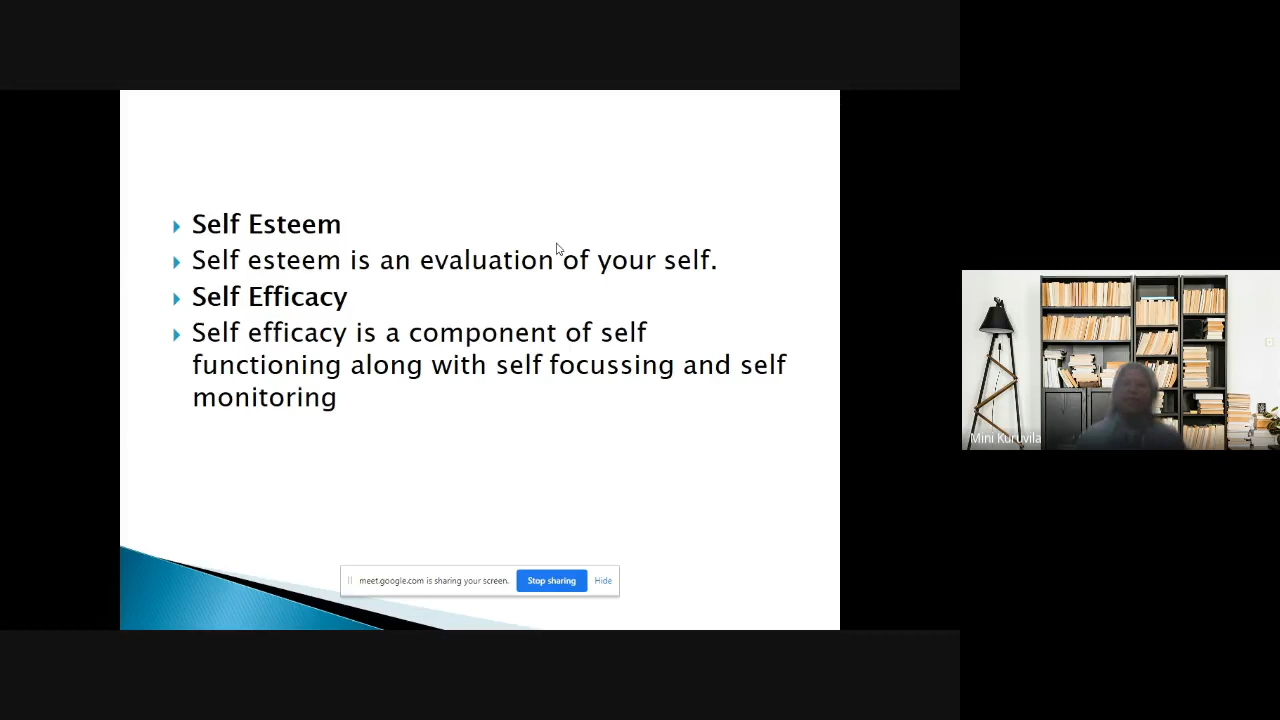 Self Esteem
Self esteem is an evaluation of your self.
Self Efficacy
Self efficacy is a component of self
functioning along with self focussing and self
monitoring
meet.google.com is sharing your screen. Stop sharing Hide
Mini Kuruvila